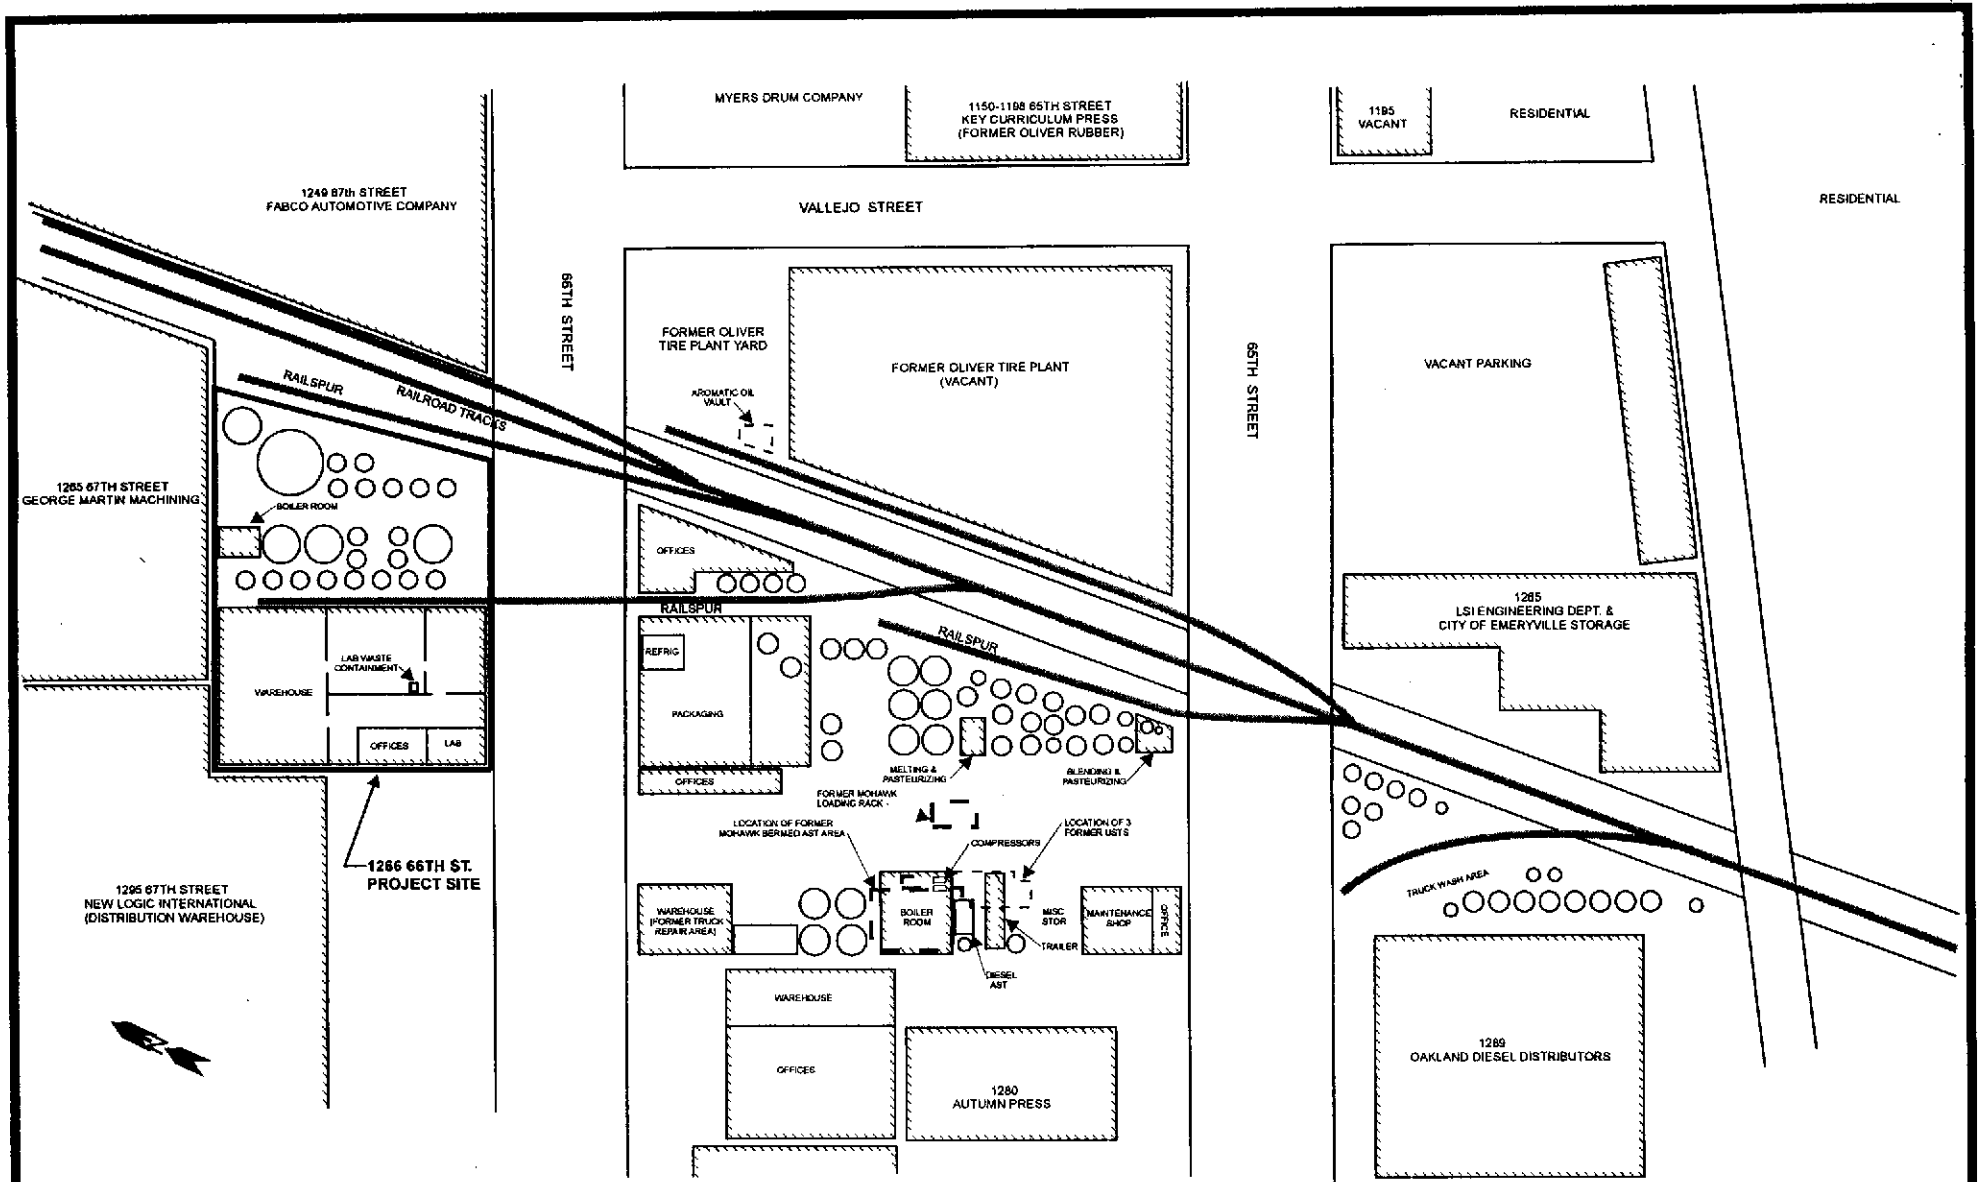 MYERS DRUM COMPANY
1150-1198 65TH STREET
KEY CURRICULUM PRESS
(FORMER OLIVER RUBBER)
1195
VACANT
RESIDENTIAL
1249 67th STREET
FABCO AUTOMOTIVE COMPANY
VALLEJO STREET
RESIDENTIAL
66TH STREET
FORMER OLIVER
TIRE PLANT YARD
FORMER OLIVER TIRE PLANT
(VACANT)
65TH STREET
VACANT PARKING
RAILSPUR
RAILROAD TRACKS
AROMATIC OIL
VAULT
1265 67TH STREET
GEORGE MARTIN MACHINING
BOILER ROOM
OFFICES
RAILSPUR
1265
LSI ENGINEERING DEPT. &
CITY OF EMERYVILLE STORAGE
RAILSPUR
REFRIG
LAB WASTE
CONTAINMENT
WAREHOUSE
PACKAGING
OFFICES
LAB
MELTING &
PASTEURIZING
BLENDING &
PASTEURIZING
OFFICES
FORMER MOHAWK
LOADING RACK
LOCATION OF FORMER
MOHAWK BERMED AST AREA
LOCATION OF 3
FORMER USTS
COMPRESSORS
1266 66TH ST.
PROJECT SITE
1295 67TH STREET
NEW LOGIC INTERNATIONAL
(DISTRIBUTION WAREHOUSE)
TRUCK WASH AREA
WAREHOUSE
(FORMER TRUCK
REPAIR AREA)
BOILER
ROOM
MISC
STOR
MAINTENANCE
SHOP
OFFICE
TRAILER
DIESEL
AST
WAREHOUSE
N
OFFICES
1280
AUTUMN PRESS
1289
OAKLAND DIESEL DISTRIBUTORS